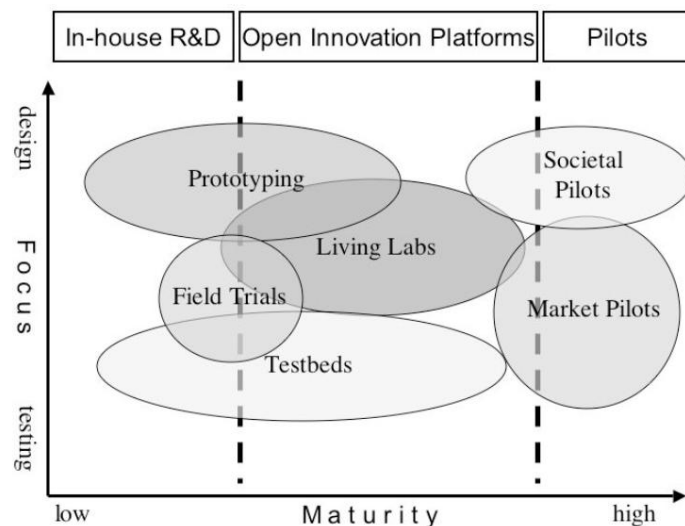 In-house R&D
Open Innovation Platforms
Pilots
design
Focus
testing
Prototyping
Societal
Pilots
Living Labs
Field Trials
Market Pilots
Testbeds
low
Maturity
high